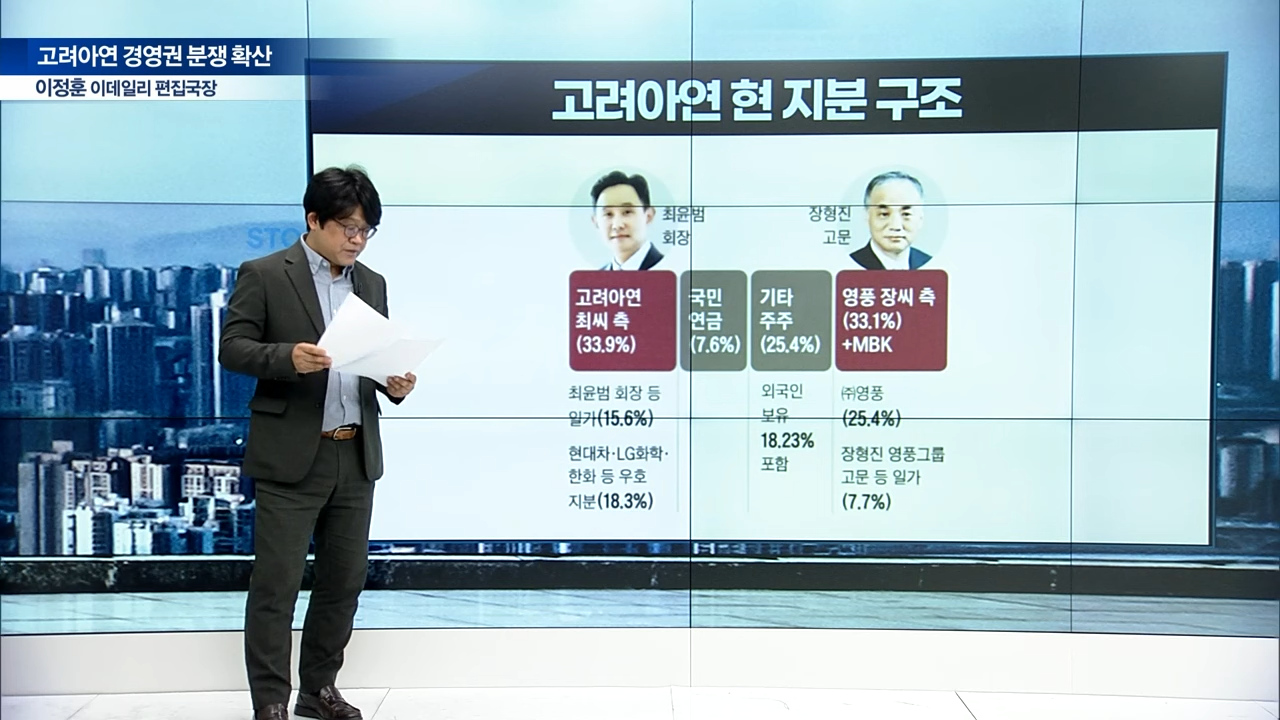 고려아연 경영권 분쟁 확산
이정훈 이데일리 편집국장
고려아연 현 지분 구조
STO
최윤범
회장
장형진
고문
고려아연
최씨 측
(33.9%)
국민
연금
(7.6%)
기타
주주
(25.4%)
영풍 장씨 측
(33.1%)
+MBK
최윤범 회장 등
일가(15.6%)
현대차·LG화학·
한화 등 우호
지분(18.3%)
외국인
보유
18.23%
포함
㈜영풍
(25.4%)
장형진 영풍그룹
고문 등 일가
(7.7%)